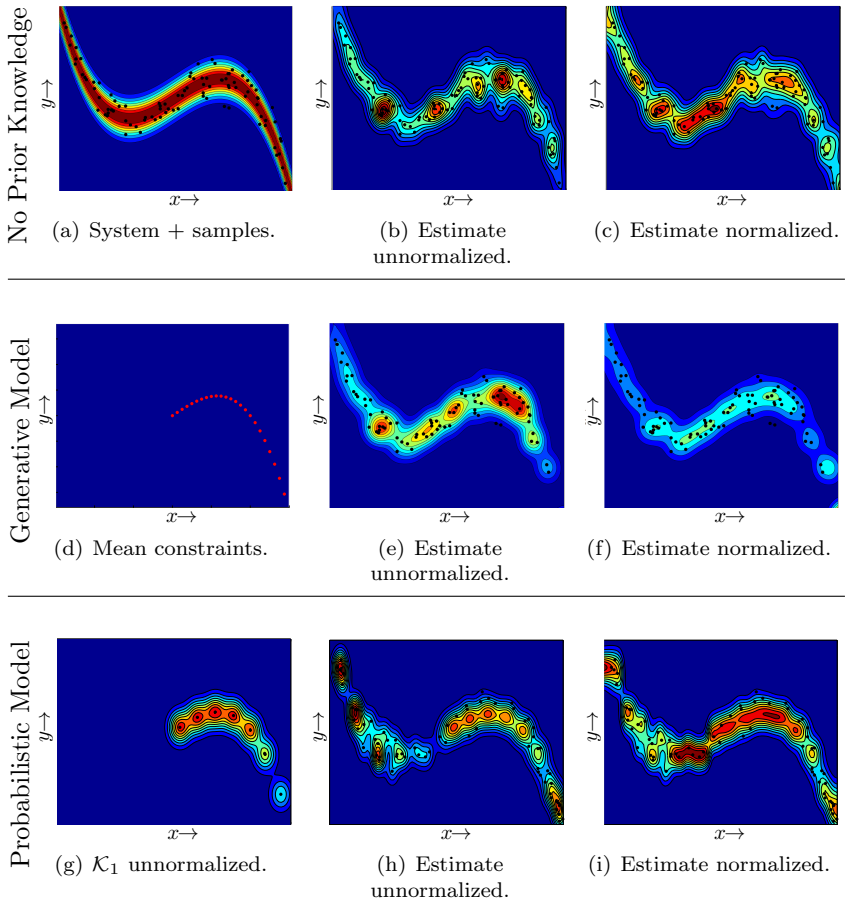 No Prior Knowledge
y→
x→
x→
x→
y→
y→
(a) System + samples.
(b) Estimate
unnormalized.
(c) Estimate normalized.
Generative Model
y→
x→
x→
x→
y→
y→
(d) Mean constraints.
(e) Estimate
unnormalized.
(f) Estimate normalized.
Probabilistic Model
y→
x→
x→
x→
y→
y→
(g) 𝒦₁ unnormalized.
(h) Estimate
unnormalized.
(i) Estimate normalized.